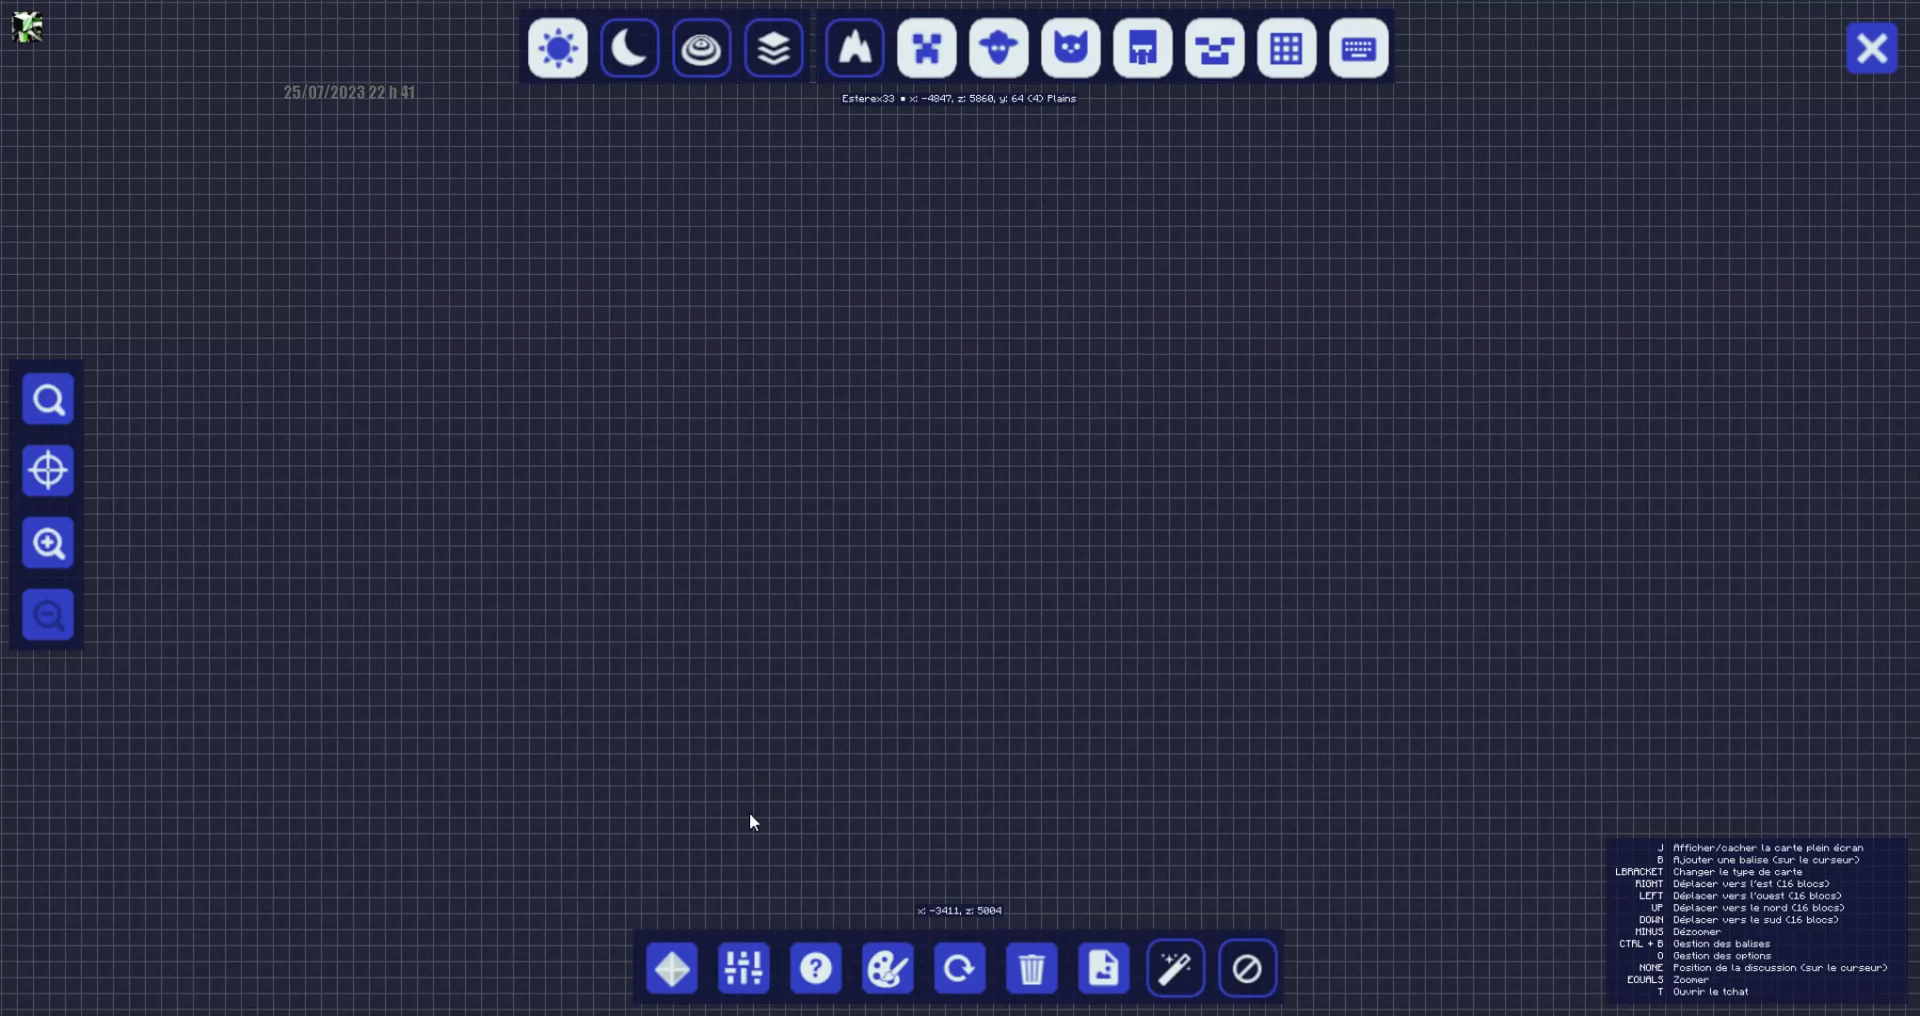 25/07/2023 22 h 41
Esterex33 ▪ x: -4847, z: 5860, y: 64 (4) Plains
x: -3411, z: 5004
J Afficher/cacher la carte plein écran
B Ajouter une balise (sur le curseur)
LBRACKET Changer le type de carte
RIGHT Déplacer vers l'est (16 blocs)
LEFT Déplacer vers l'ouest (16 blocs)
UP Déplacer vers le nord (16 blocs)
DOWN Déplacer vers le sud (16 blocs)
MINUS Dézoomer
CTRL + B Gestion des balises
O Gestion des options
NONE Position de la discussion (sur le curseur)
EQUALS Zoomer
T Ouvrir le tchat